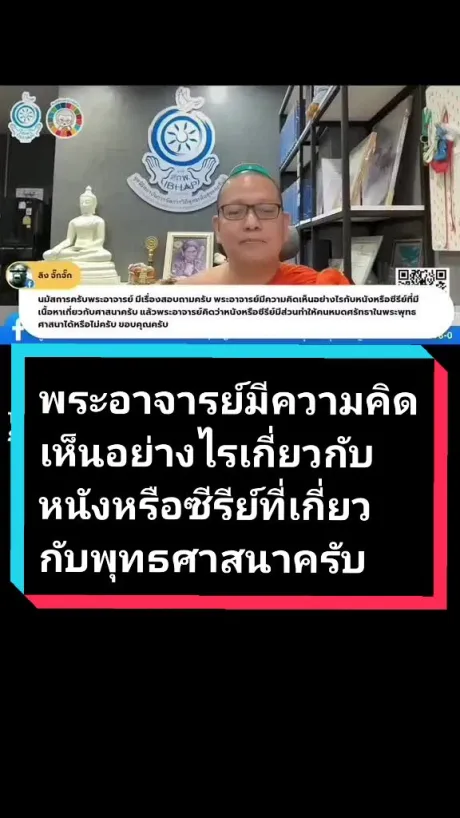 IBHAP
ลิง จั๊กจั๊ก
นมัสการครับพระอาจารย์ มีเรื่องสอบถามครับ พระอาจารย์มีความคิดเห็นอย่างไรกับหนังหรือซีรีย์ที่มี
เนื้อหาเกี่ยวกับศาสนาครับ แล้วพระอาจารย์คิดว่าหนังหรือซีรีย์มีส่วนทำให้คนหมดศรัทธาในพระพุทธ
ศาสนาได้หรือไม่ครับ ขอบคุณครับ
พระอาจารย์มีความคิด
เห็นอย่างไรเกี่ยวกับ
หนังหรือซีรีย์ที่เกี่ยว
กับพุทธศาสนาครับ